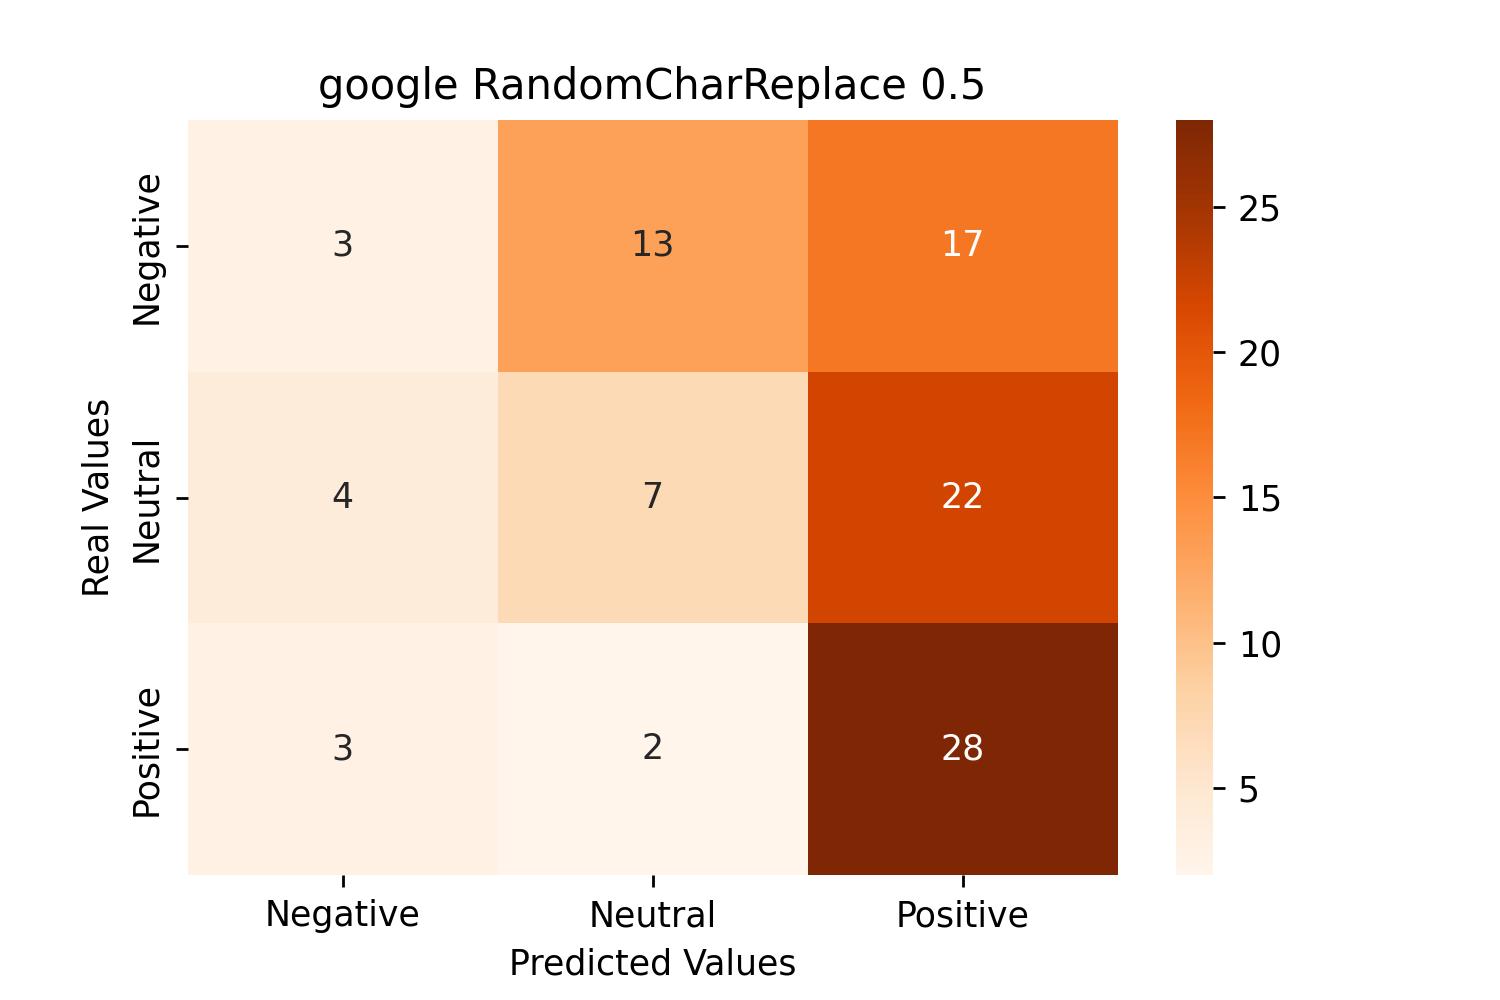 google RandomCharReplace 0.5
Real Values
Negative
3 13 17
Neutral
4 7 22
Positive
3 2 28
Negative Neutral Positive
Predicted Values
25
20
15
10
5